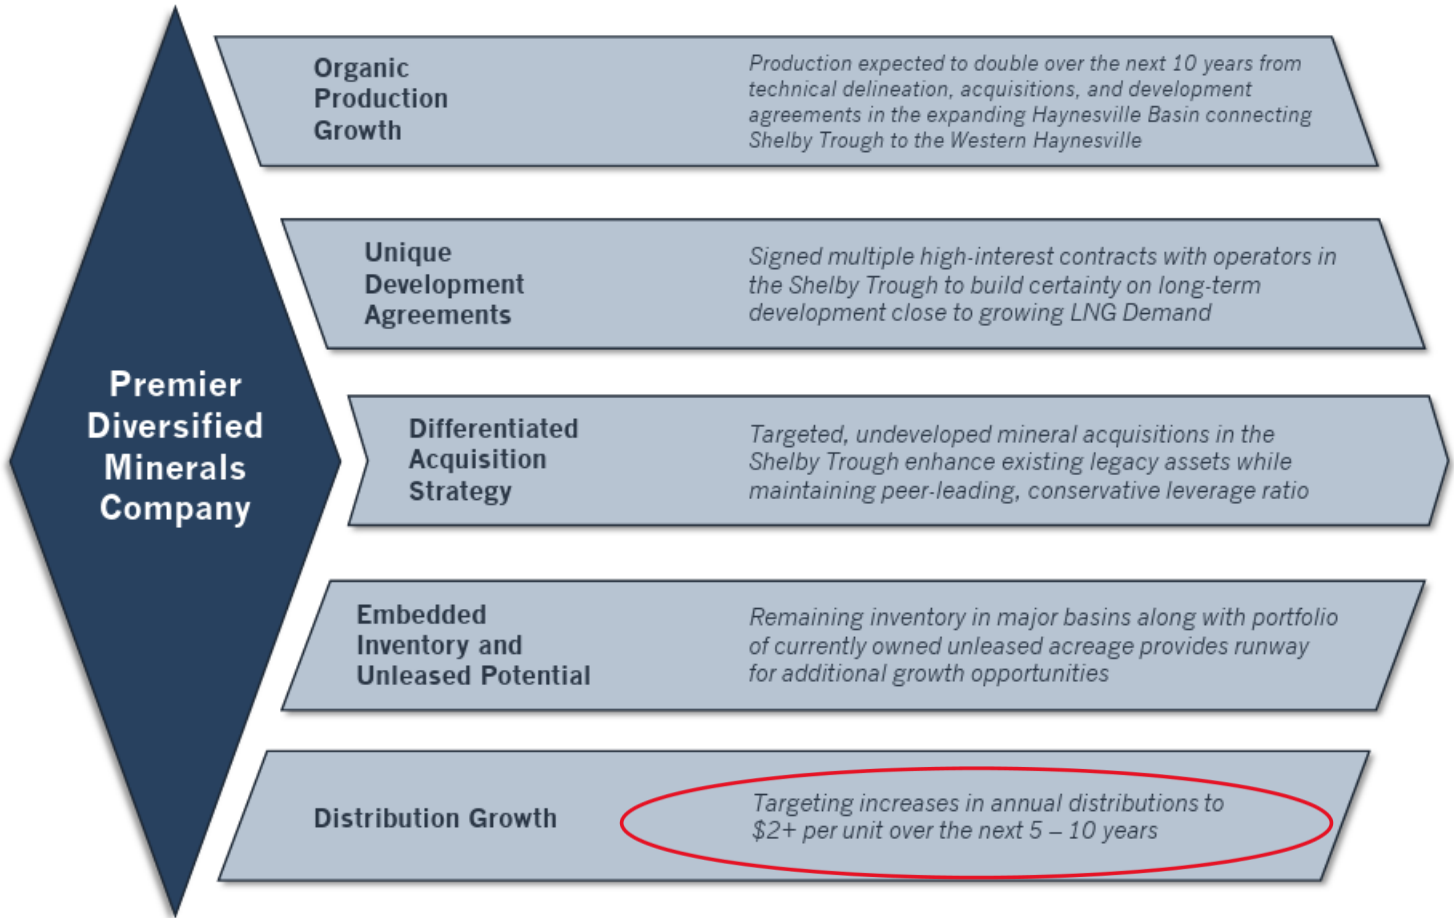 Premier
Diversified
Minerals
Company
Organic
Production
Growth
Production expected to double over the next 10 years from
technical delineation, acquisitions, and development
agreements in the expanding Haynesville Basin connecting
Shelby Trough to the Western Haynesville
Unique
Development
Agreements
Signed multiple high-interest contracts with operators in
the Shelby Trough to build certainty on long-term
development close to growing LNG Demand
Differentiated
Acquisition
Strategy
Targeted, undeveloped mineral acquisitions in the
Shelby Trough enhance existing legacy assets while
maintaining peer-leading, conservative leverage ratio
Embedded
Inventory and
Unleased Potential
Remaining inventory in major basins along with portfolio
of currently owned unleased acreage provides runway
for additional growth opportunities
Distribution Growth
Targeting increases in annual distributions to
$2+ per unit over the next 5 – 10 years